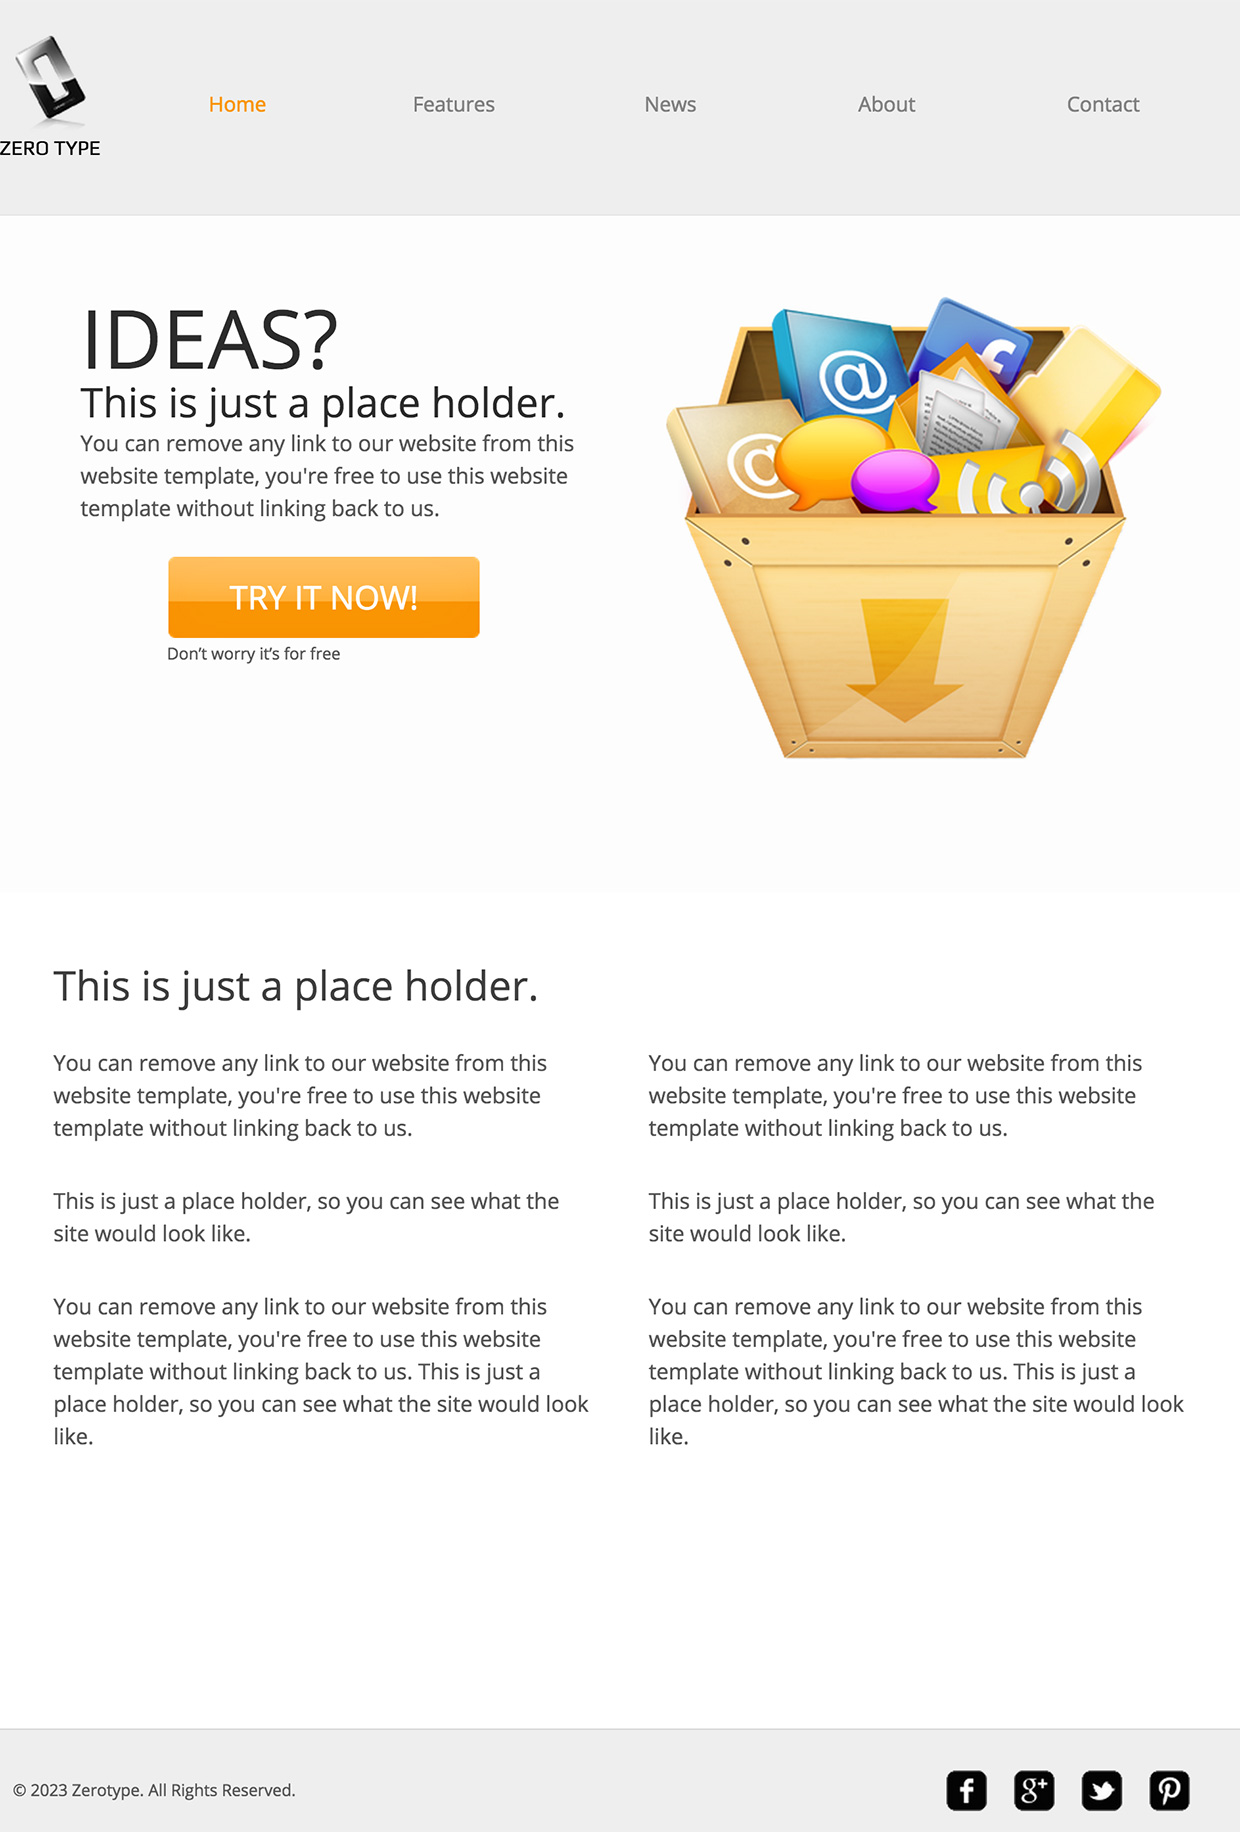 ZERO TYPE
Home
Features
News
About
Contact
IDEAS?
This is just a place holder.
You can remove any link to our website from this
website template, you're free to use this website
template without linking back to us.
TRY IT NOW!
Don’t worry it’s for free
This is just a place holder.
You can remove any link to our website from this
website template, you're free to use this website
template without linking back to us.
This is just a place holder, so you can see what the
site would look like.
You can remove any link to our website from this
website template, you're free to use this website
template without linking back to us. This is just a
place holder, so you can see what the site would look
like.
You can remove any link to our website from this
website template, you're free to use this website
template without linking back to us.
This is just a place holder, so you can see what the
site would look like.
You can remove any link to our website from this
website template, you're free to use this website
template without linking back to us. This is just a
place holder, so you can see what the site would look
like.
© 2023 Zerotype. All Rights Reserved.